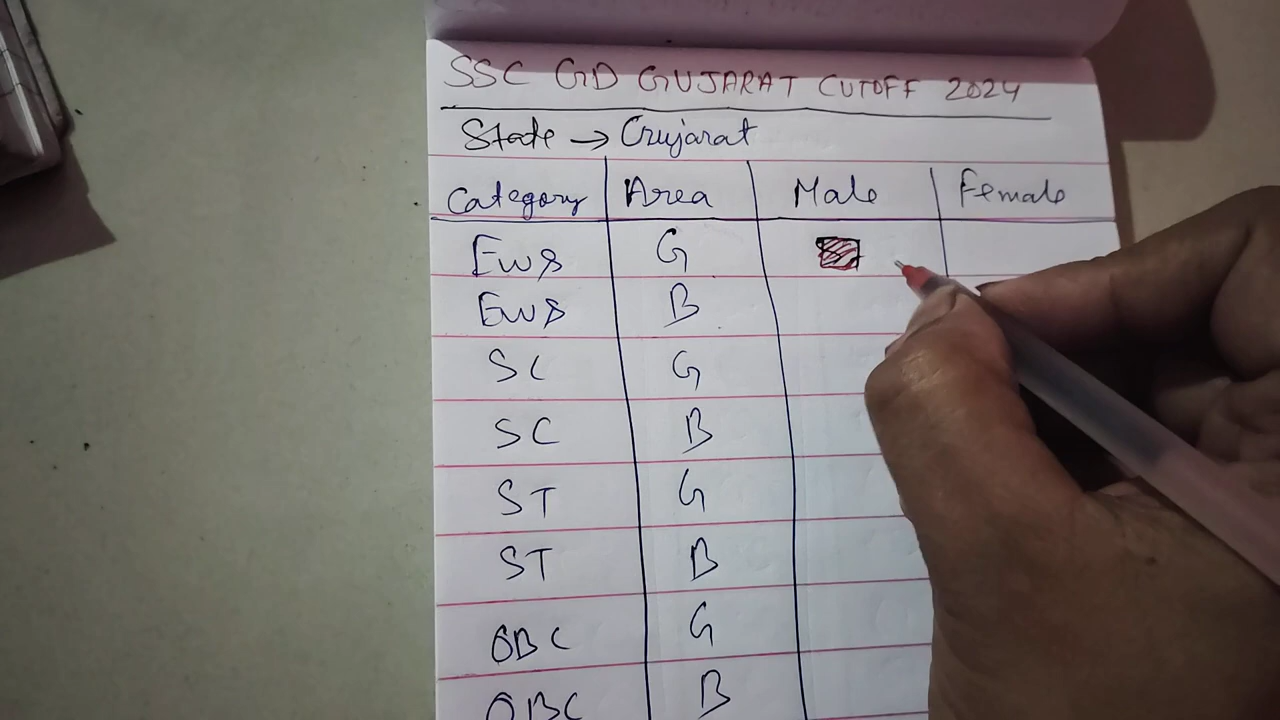 SSC GD GUJARAT CUTOFF 2024
State → Gujarat
Category Area Male Female
EWS G
EWS B
SC G
SC B
ST G
ST B
OBC G
OBC B